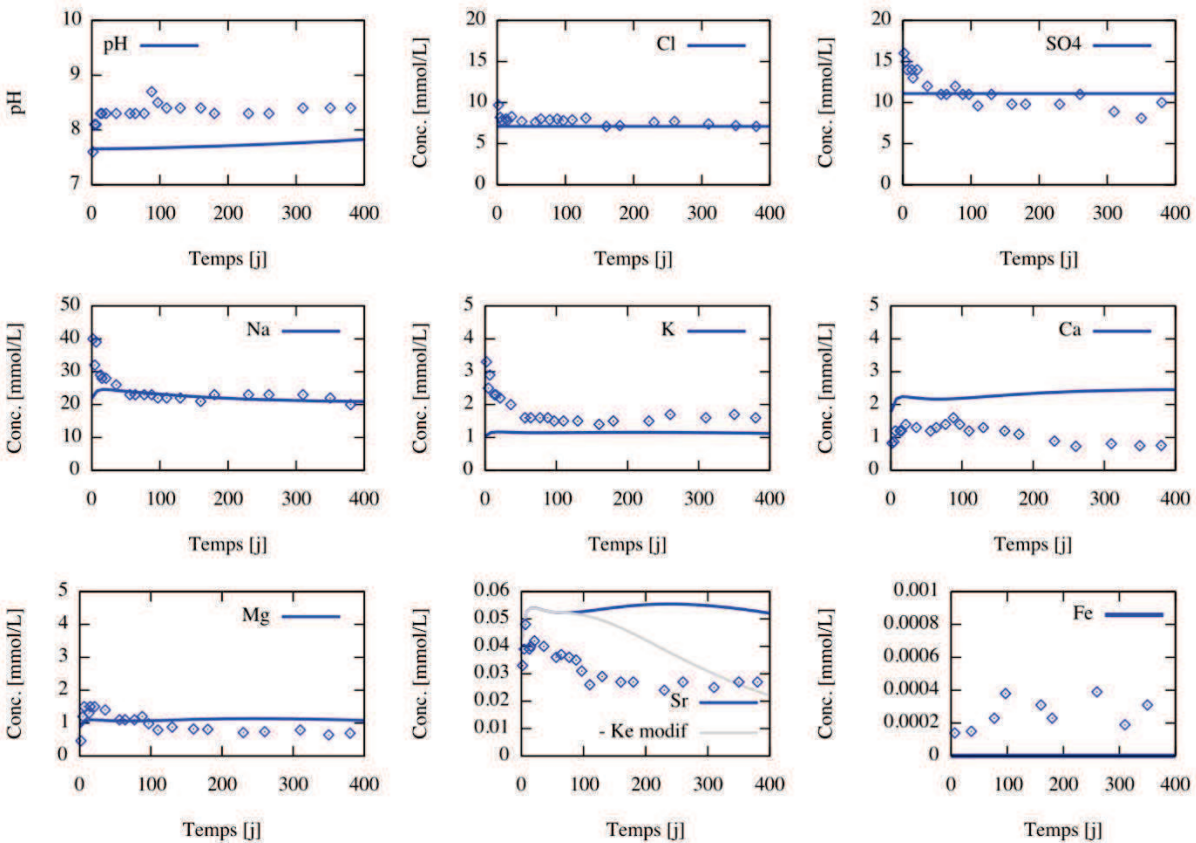 10
9
8
7
pH
pH
0 100 200 300 400
Temps [j]
20
15
10
5
0
Conc. [mmol/L]
Cl
0 100 200 300 400
Temps [j]
20
15
10
5
0
Conc. [mmol/L]
SO4
0 100 200 300 400
Temps [j]
50
40
30
20
10
0
Conc. [mmol/L]
Na
0 100 200 300 400
Temps [j]
5
4
3
2
1
0
Conc. [mmol/L]
K
0 100 200 300 400
Temps [j]
5
4
3
2
1
0
Conc. [mmol/L]
Ca
0 100 200 300 400
Temps [j]
5
4
3
2
1
0
Conc. [mmol/L]
Mg
0 100 200 300 400
Temps [j]
0.06
0.05
0.04
0.03
0.02
0.01
0
Conc. [mmol/L]
Sr
- Ke modif
0 100 200 300 400
Temps [j]
0.001
0.0008
0.0006
0.0004
0.0002
0
Conc. [mmol/L]
Fe
0 100 200 300 400
Temps [j]